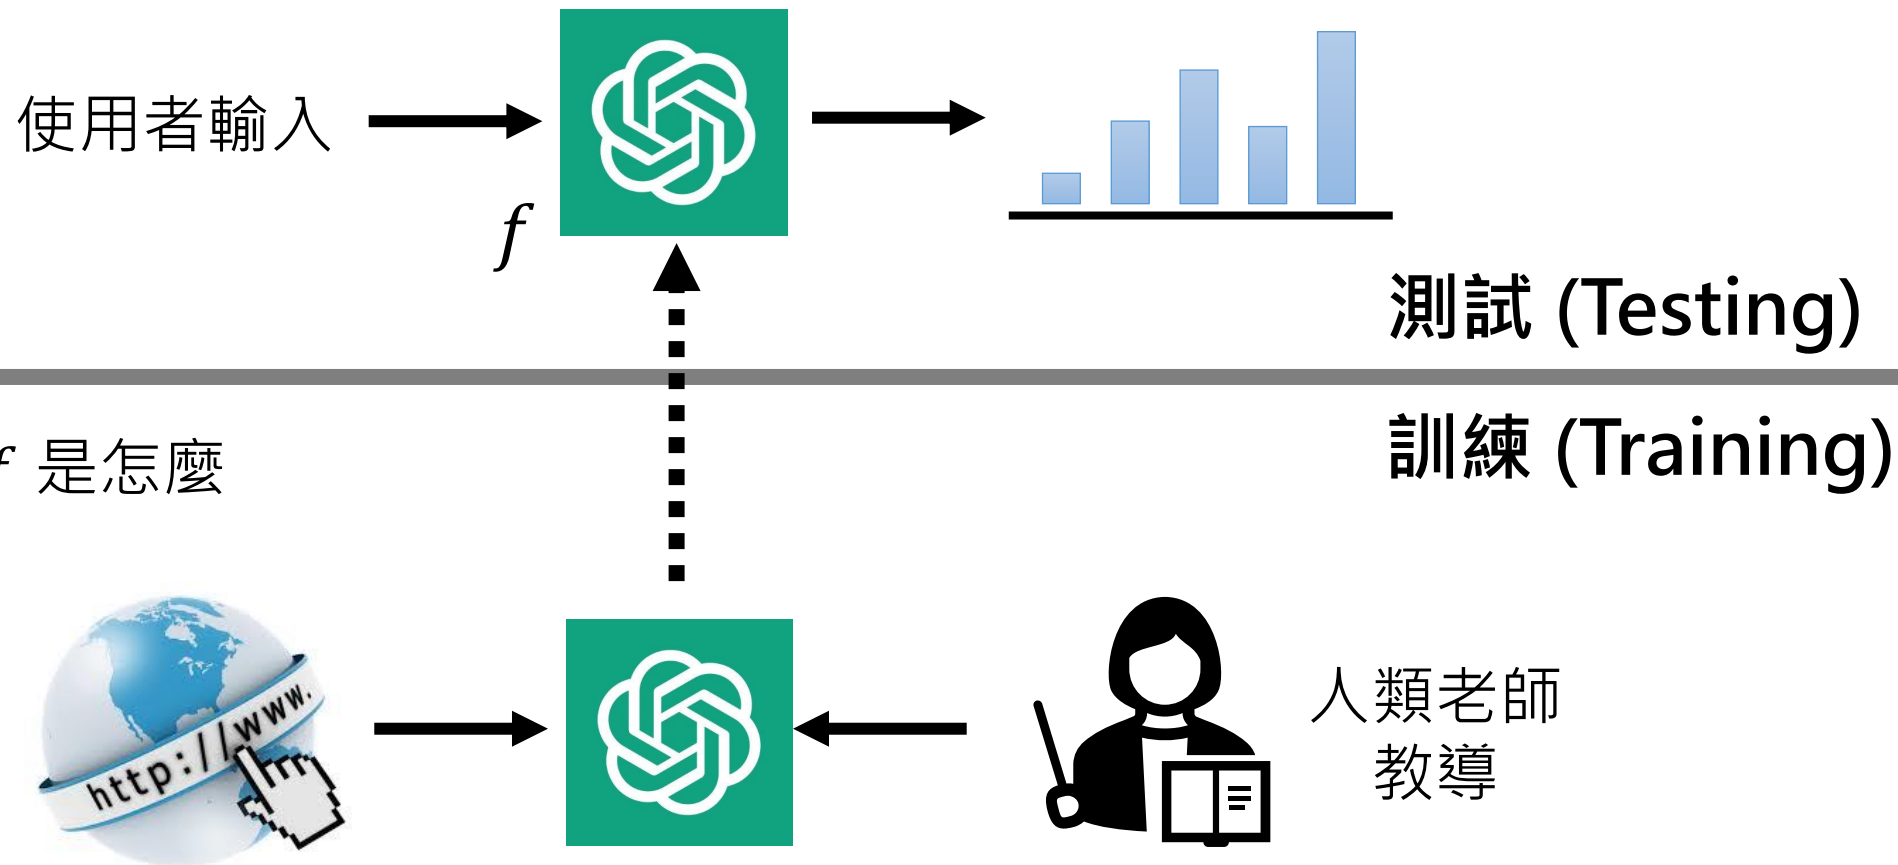 使用者輸入
f
測試 (Testing)
訓練 (Training)
f 是怎麼
http://www.
人類老師
教導